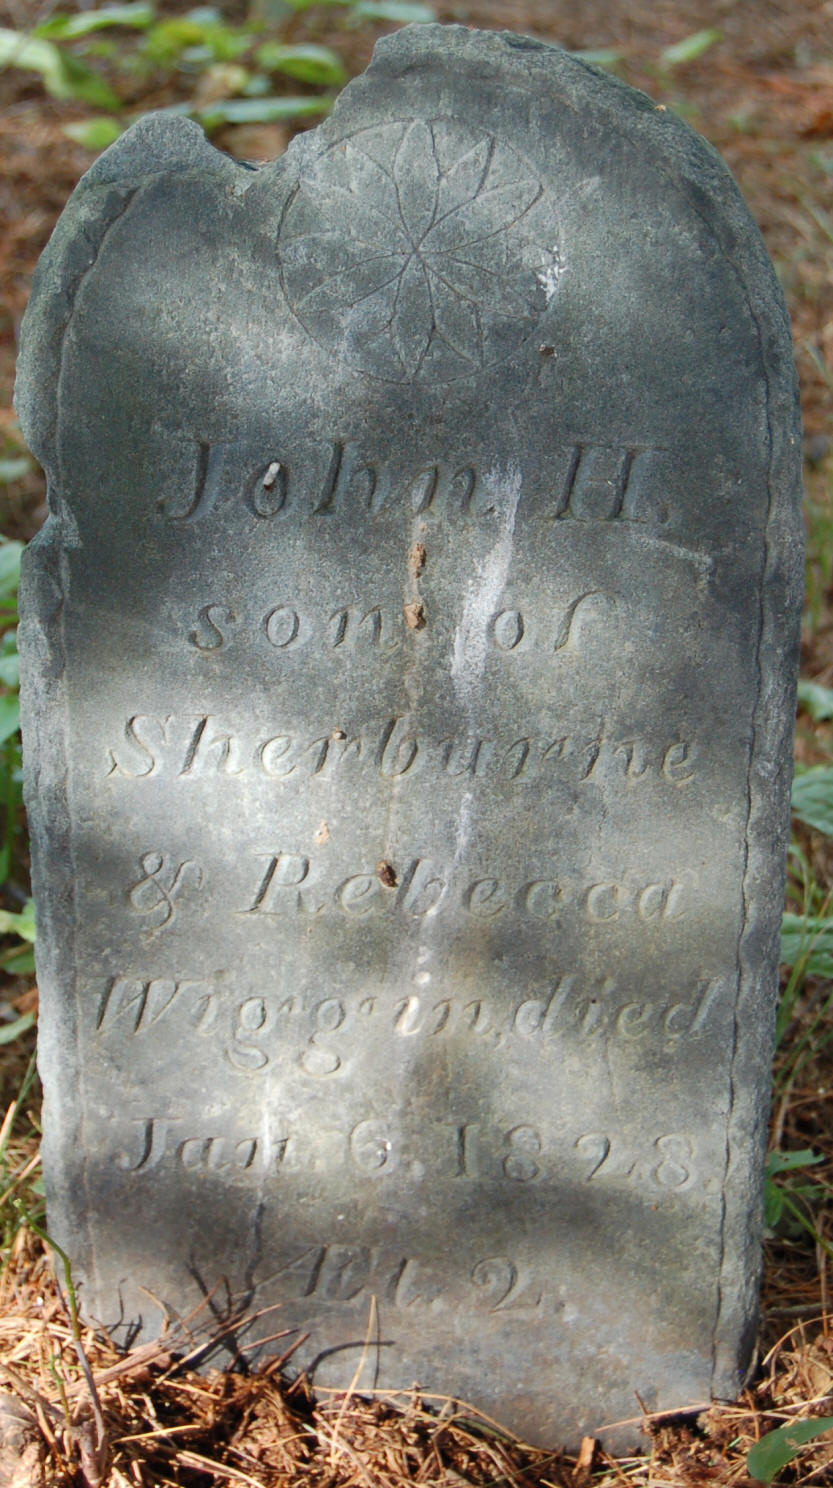 John H.
son of
Sherburne
& Rebecca
Wiggin, died
Jan. 6. 1828.
Æt. 2.